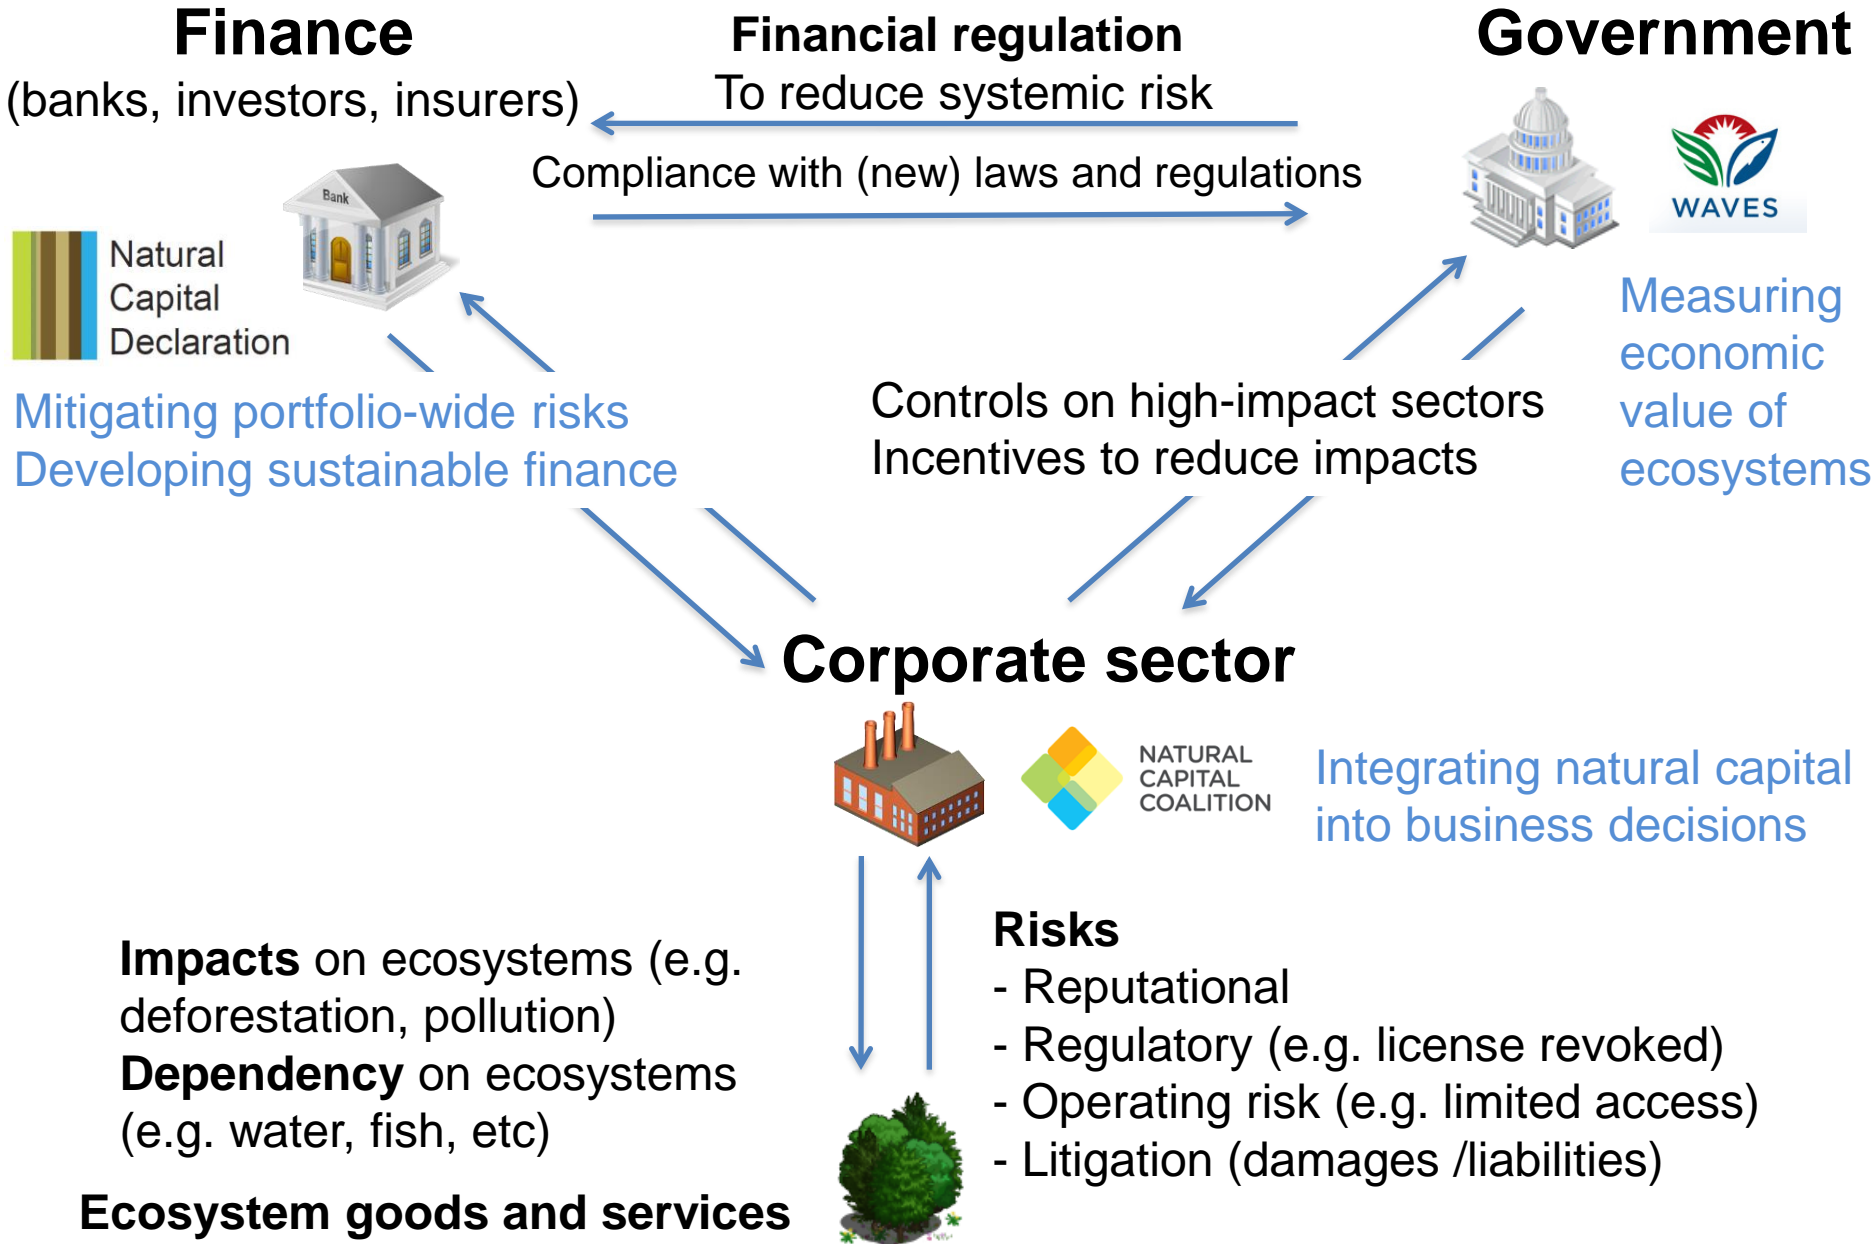 Finance
(banks, investors, insurers)
Financial regulation
To reduce systemic risk
Compliance with (new) laws and regulations
Government
Bank
WAVES
Natural
Capital
Declaration
Mitigating portfolio-wide risks
Developing sustainable finance
Controls on high-impact sectors
Incentives to reduce impacts
Measuring
economic
value of
ecosystems
Corporate sector
NATURAL
CAPITAL
COALITION
Integrating natural capital
into business decisions
Impacts on ecosystems (e.g.
deforestation, pollution)
Dependency on ecosystems
(e.g. water, fish, etc)
Ecosystem goods and services
Risks
- Reputational
- Regulatory (e.g. license revoked)
- Operating risk (e.g. limited access)
- Litigation (damages /liabilities)